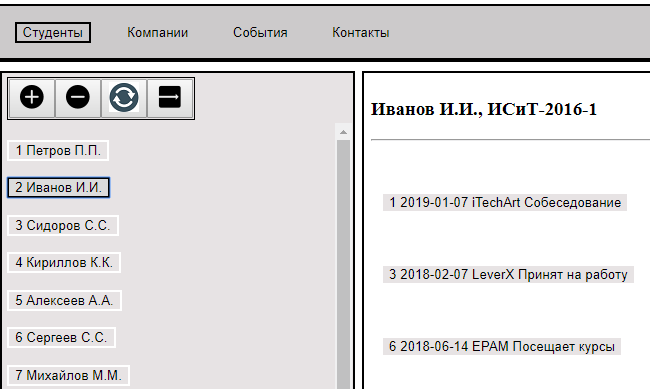 Студенты Компании События Контакты
1 Петров П.П.
2 Иванов И.И.
3 Сидоров С.С.
4 Кириллов К.К.
5 Алексеев А.А.
6 Сергеев С.С.
7 Михайлов М.М.
Иванов И.И., ИСиТ-2016-1
1 2019-01-07 iTechArt Собеседование
3 2018-02-07 LeverX Принят на работу
6 2018-06-14 EPAM Посещает курсы